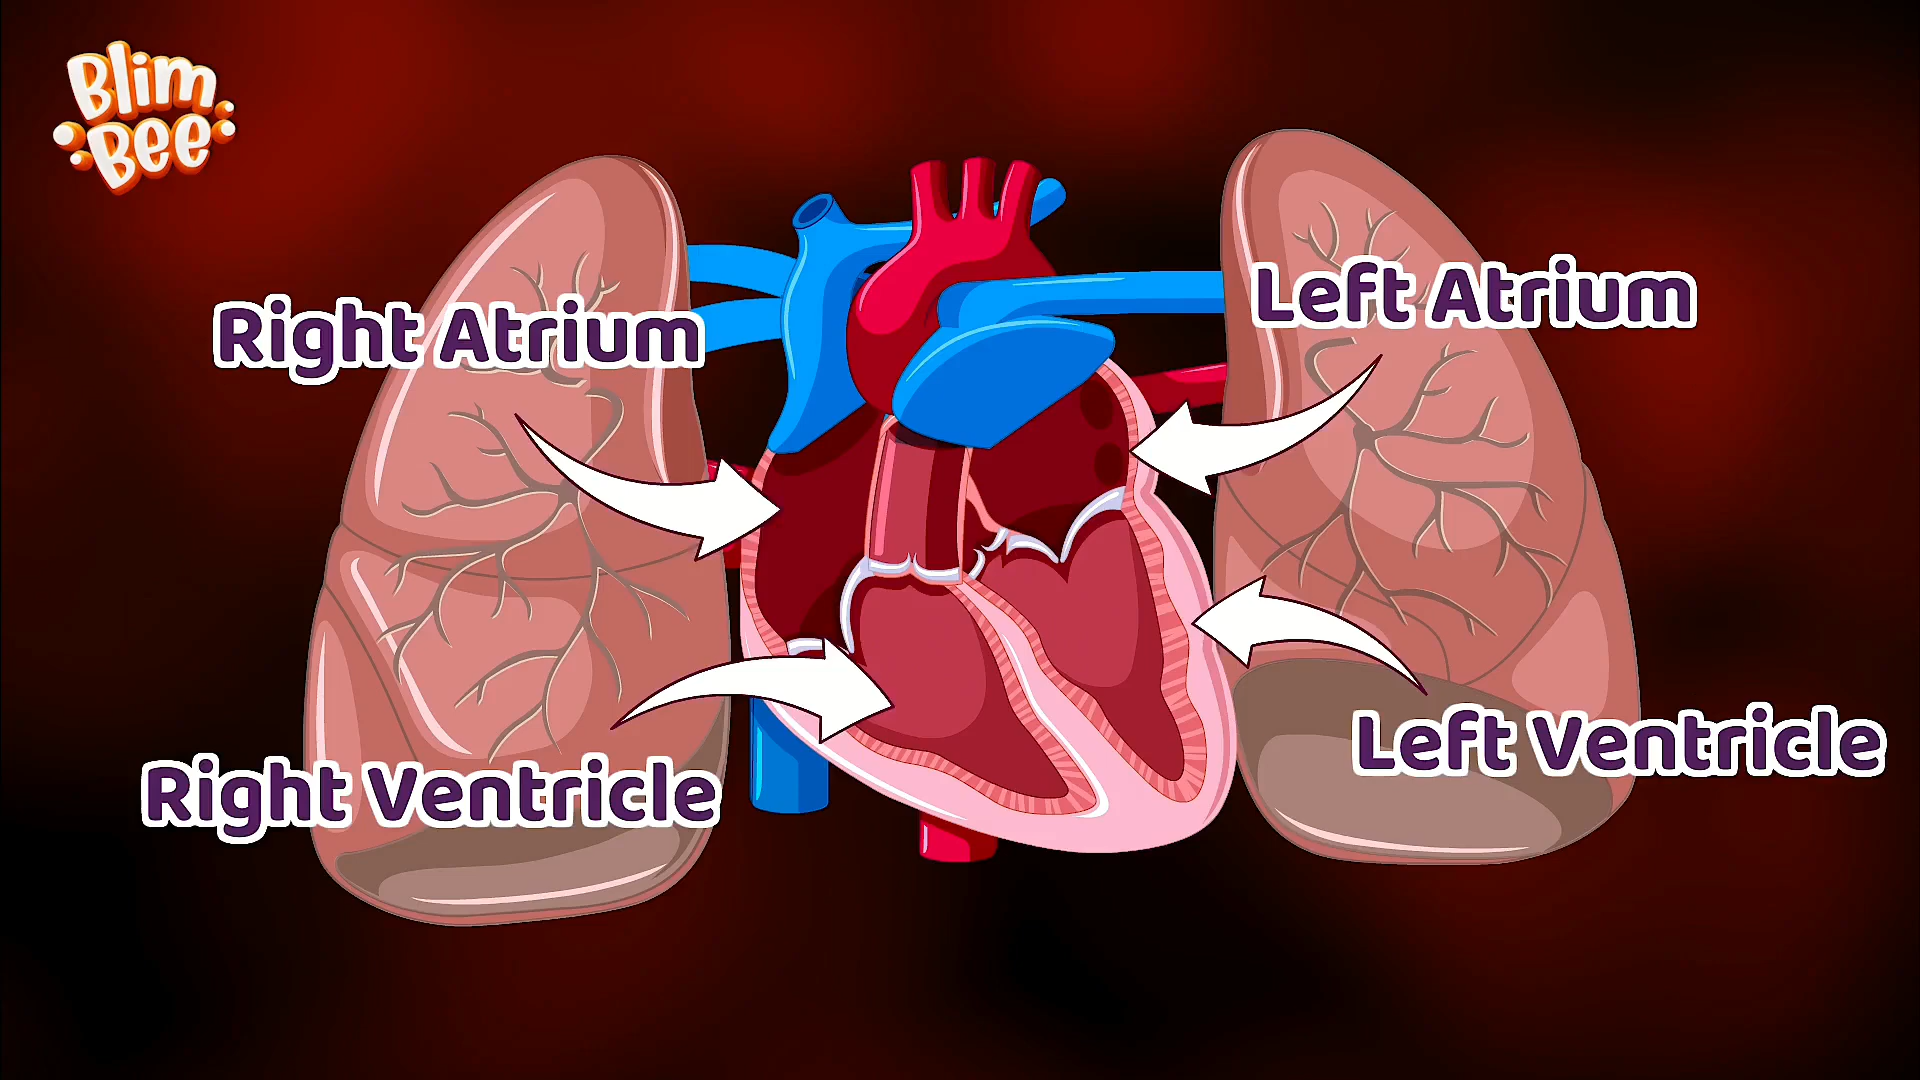 Blim
Bee
Right Atrium
Left Atrium
Right Ventricle
Left Ventricle